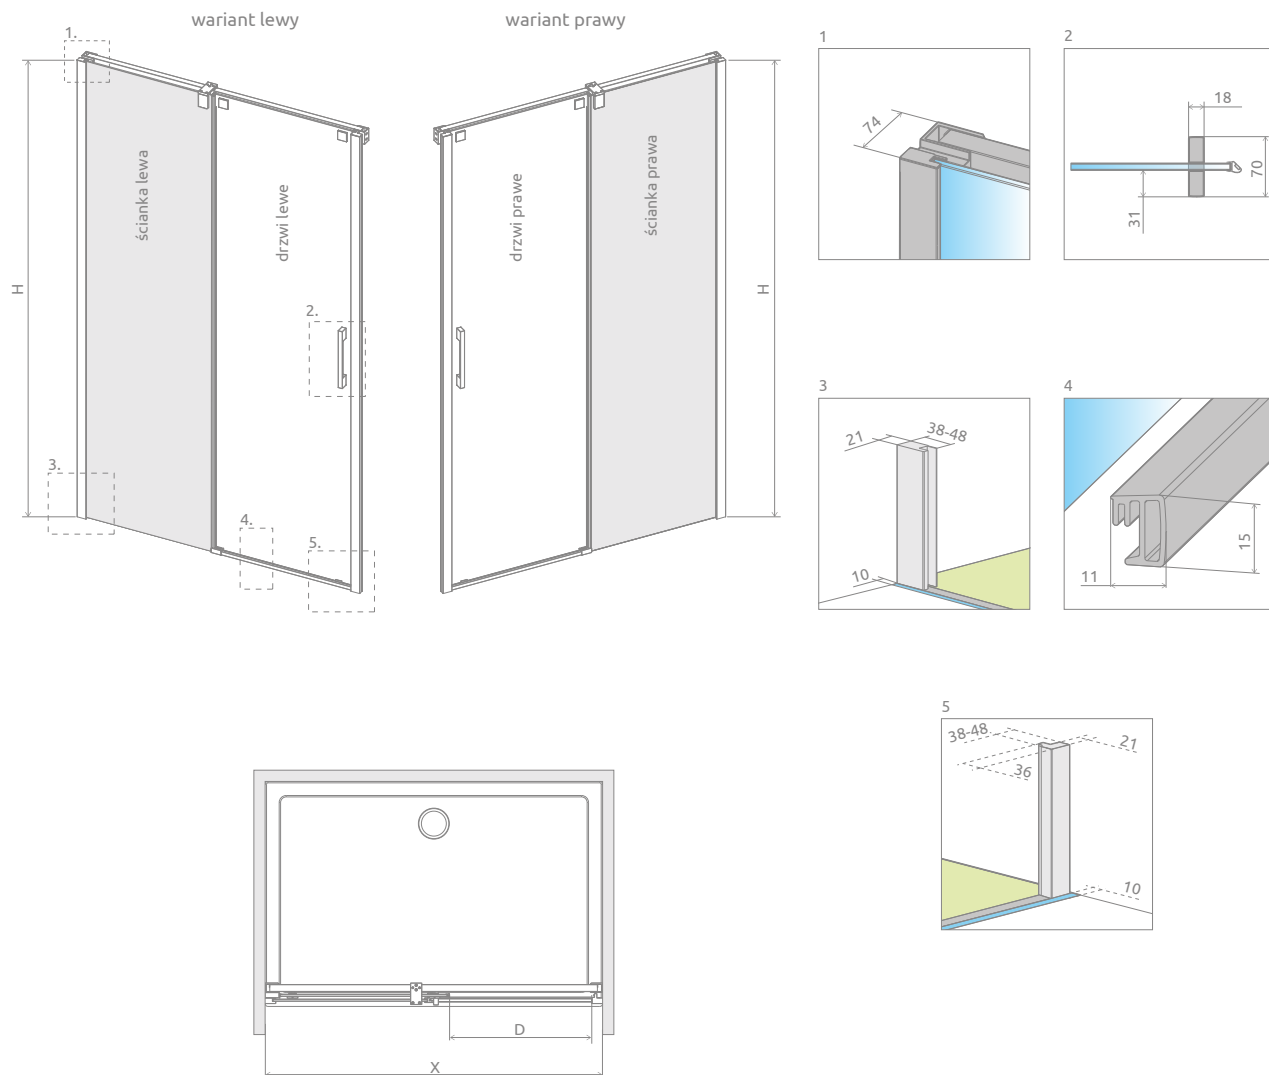 wariant lewy
wariant prawy
1.
ścianka lewa
drzwi lewe
H
2.
3.
4.
5.
drzwi prawe
ścianka prawa
H
1
74
2
18
70
31
3
21
38-48
10
4
15
11
5
38-48
21
36
10
D
X